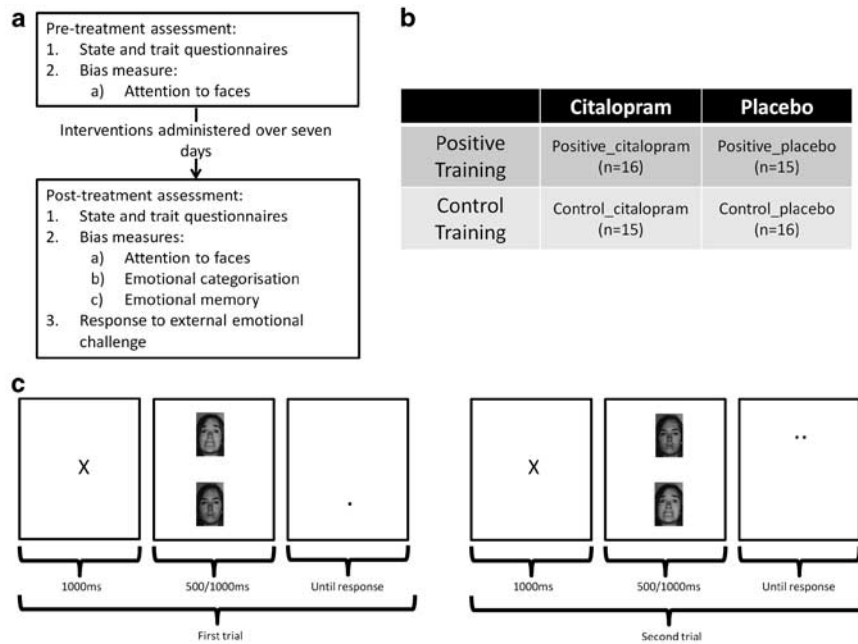 a
Pre-treatment assessment:
1. State and trait questionnaires
2. Bias measure:
a) Attention to faces
Interventions administered over seven
days
Post-treatment assessment:
1. State and trait questionnaires
2. Bias measures:
a) Attention to faces
b) Emotional categorisation
c) Emotional memory
3. Response to external emotional
challenge
b
Citalopram Placebo
Positive
Training
Positive_citalopram
(n=16)
Positive_placebo
(n=15)
Control
Training
Control_citalopram
(n=15)
Control_placebo
(n=16)
c
X
.
X
..
1000ms 500/1000ms Until response 1000ms 500/1000ms Until response
First trial Second trial